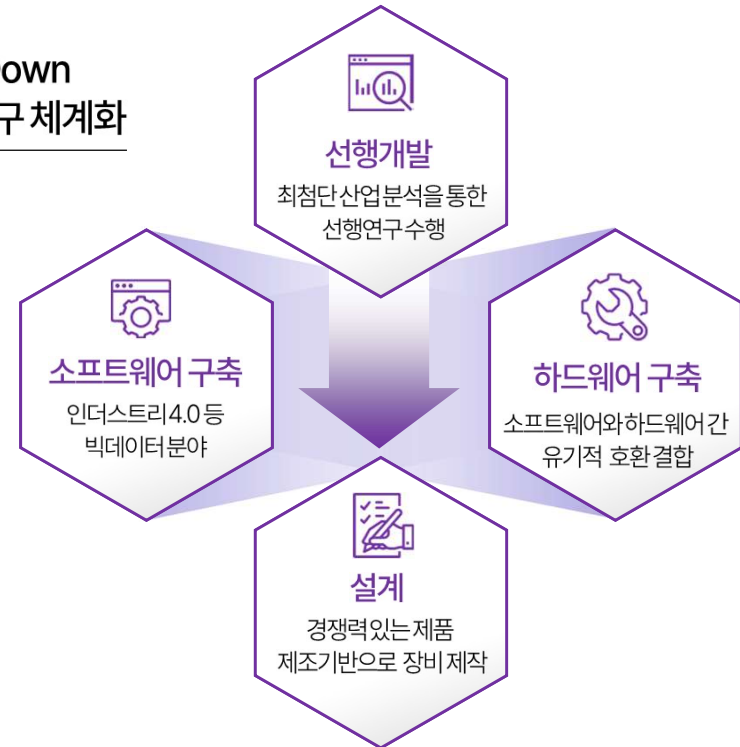 own
구 체계화
선행개발
최첨단 산업 분석을 통한
선행연구 수행
소프트웨어 구축
인더스트리4.0 등
빅데이터 분야
하드웨어 구축
소프트웨어와 하드웨어 간
유기적 호환 결합
설계
경쟁력 있는 제품
제조기반으로 장비 제작